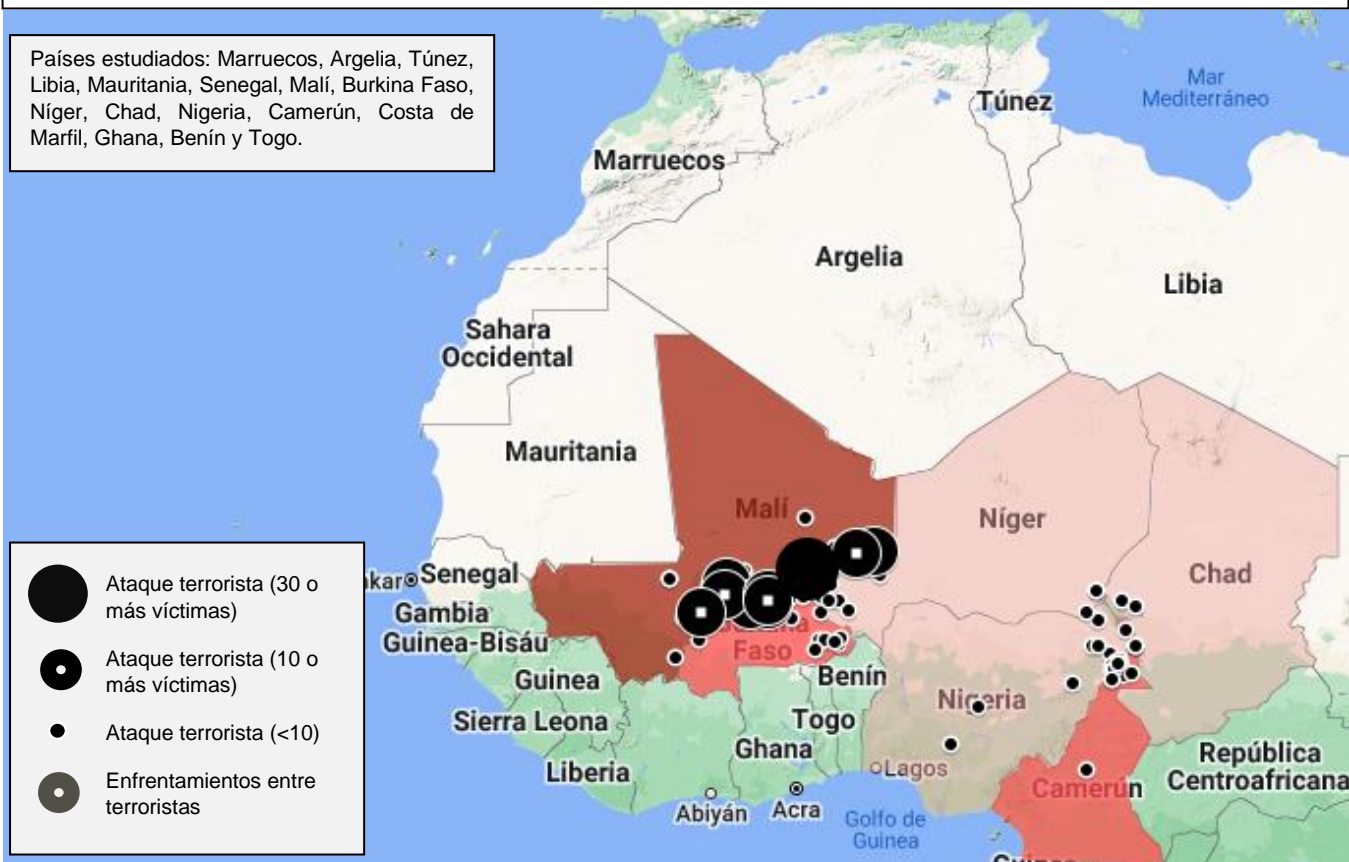 Países estudiados: Marruecos, Argelia, Túnez,
Libia, Mauritania, Senegal, Malí, Burkina Faso,
Níger, Chad, Nigeria, Camerún, Costa de
Marfil, Ghana, Benín y Togo.
Mar
Mediterráneo
Túnez
Marruecos
Argelia
Libia
Sahara
Occidental
Mauritania
Malí
Níger
Chad
kar
Senegal
Gambia
Guinea-Bisáu
Faso
Guinea
Benín
Nigeria
Sierra Leona
Togo
Ghana
República
Centroafricana
Liberia
Lagos
Camerún
Abiyán
Acra
Golfo de
Guinea
Ataque terrorista (30 o
más víctimas)
Ataque terrorista (10 o
más víctimas)
Ataque terrorista (<10)
Enfrentamientos entre
terroristas